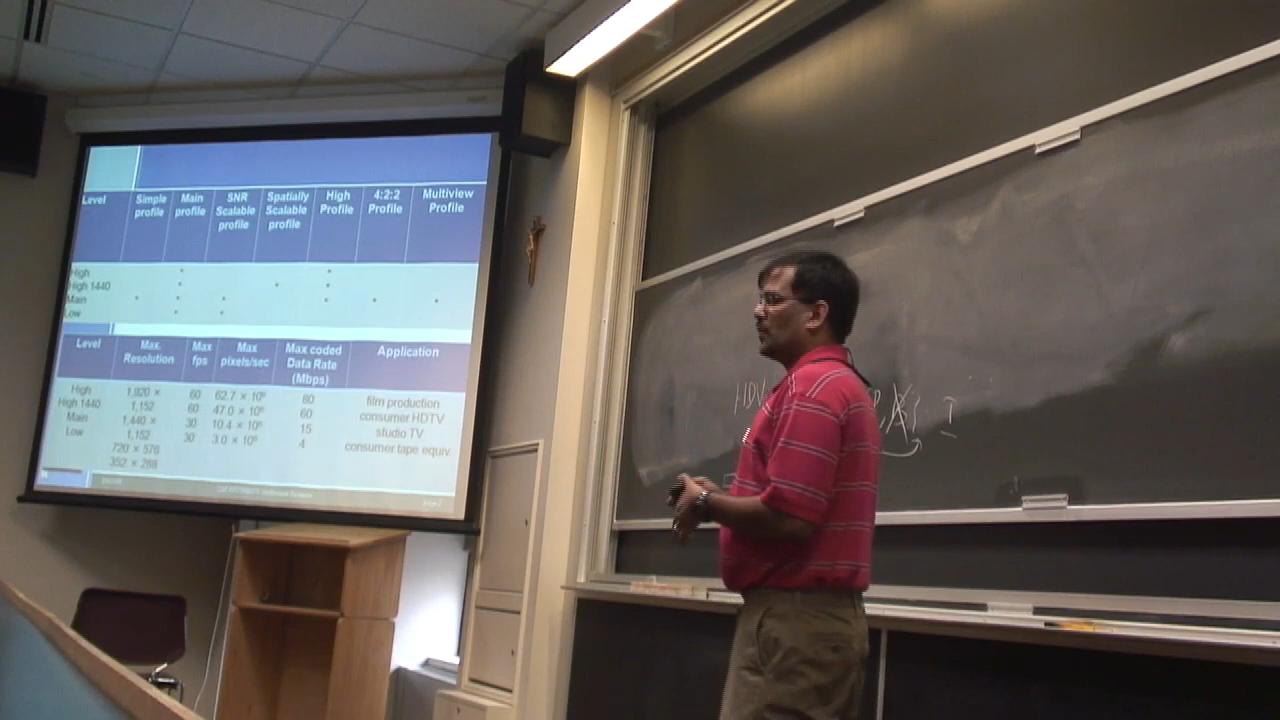 Level Simple profile Main profile SNR Scalable profile Spatially Scalable profile High Profile 4:2:2 Profile Multiview Profile
High
High 1440
Main
Low
Level Max. Resolution Max fps Max pixels/sec Max coded Data Rate (Mbps) Application
High 1,920 × 1,152 60 62.7 × 10⁶ 80 film production
High 1440 1,440 × 1,152 60 47.0 × 10⁶ 60 consumer HDTV
Main 720 × 576 30 10.4 × 10⁶ 15 studio TV
Low 352 × 288 30 3.0 × 10⁶ 4 consumer tape equiv.
HDV
I